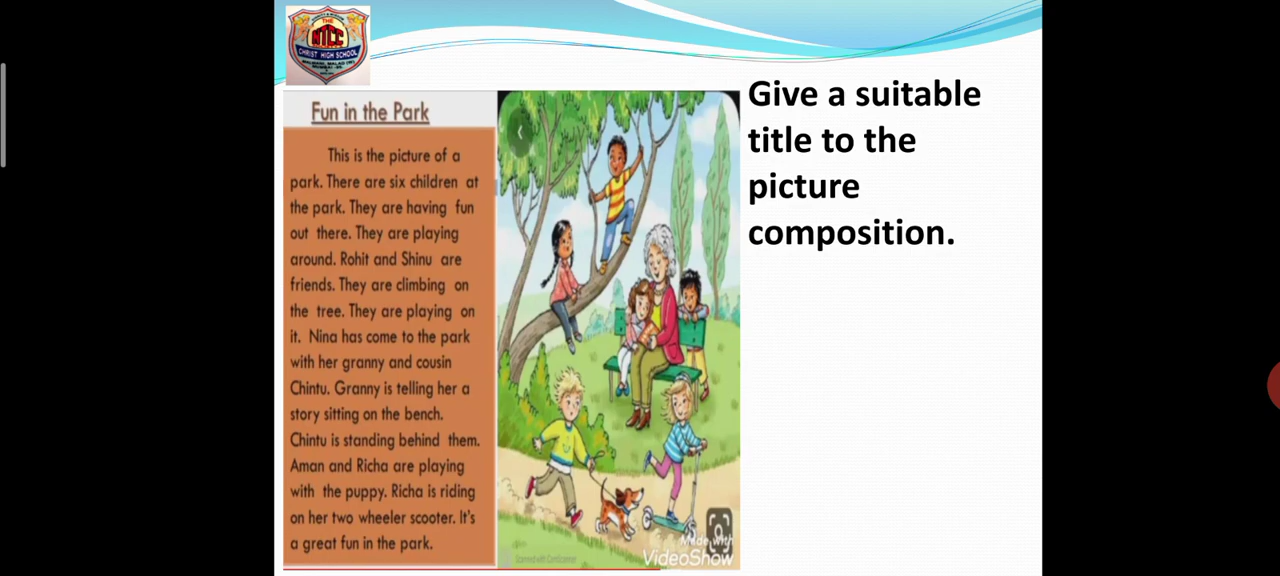 THE
NTCC
CHRIST HIGH SCHOOL
Fun in the Park
This is the picture of a
park. There are six children at
the park. They are having fun
out there. They are playing
around. Rohit and Shinu are
friends. They are climbing on
the tree. They are playing on
it. Nina has come to the park
with her granny and cousin
Chintu. Granny is telling her a
story sitting on the bench.
Chintu is standing behind them.
Aman and Richa are playing
with the puppy. Richa is riding
on her two wheeler scooter. It's
a great fun in the park.
Made with
VideoShow
Give a suitable
title to the
picture
composition.